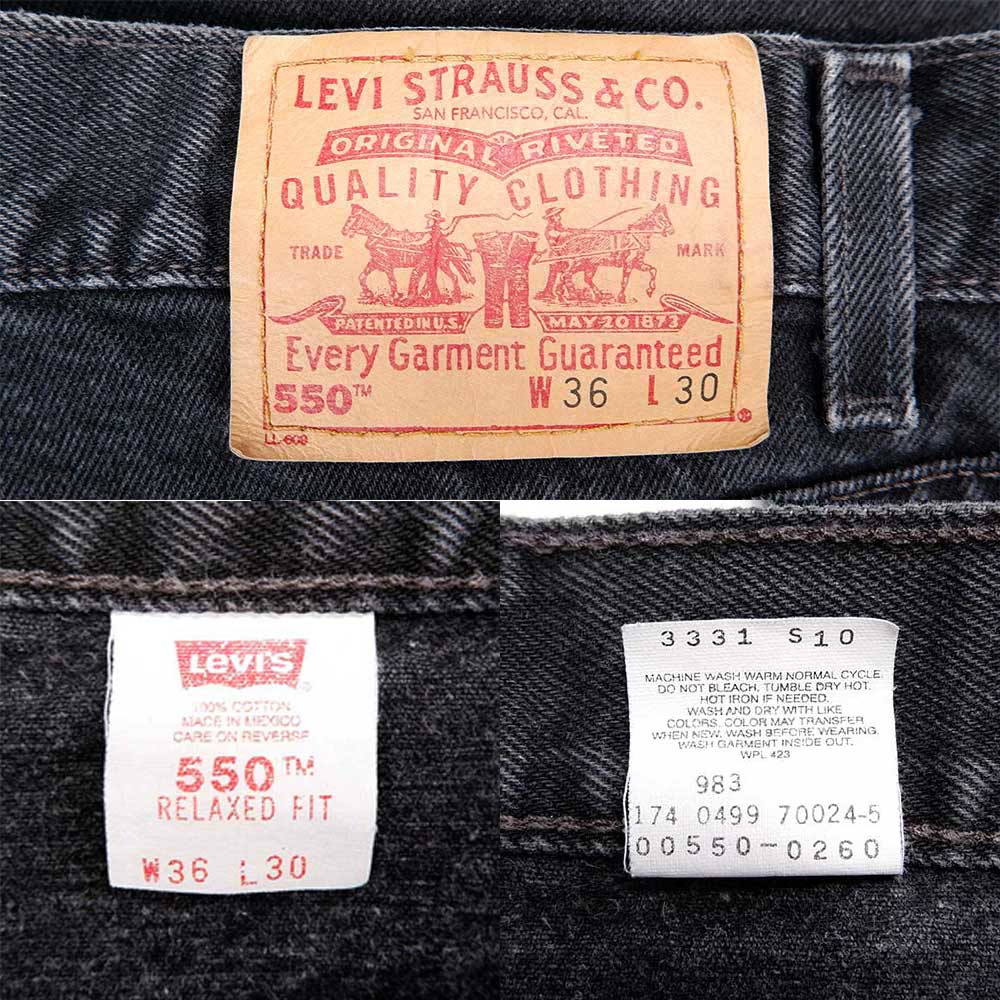 LEVI STRAUSS & CO.
SAN FRANCISCO, CAL.
ORIGINAL RIVETED
QUALITY CLOTHING
TRADE MARK
PATENTED IN U.S. MAY 20 1873
Every Garment Guaranteed
550™ W 36 L 30
LL-609
LEVI'S®
100% COTTON
MADE IN MEXICO
CARE ON REVERSE
550™
RELAXED FIT
W36 L30
3331 S10
MACHINE WASH WARM NORMAL CYCLE.
DO NOT BLEACH, TUMBLE DRY HOT.
HOT IRON IF NEEDED.
WASH AND DRY WITH LIKE
COLORS. COLOR MAY TRANSFER
WHEN NEW. WASH BEFORE WEARING.
WASH GARMENT INSIDE OUT.
WPL 423
983
174 0499 70024-5
00550-0260